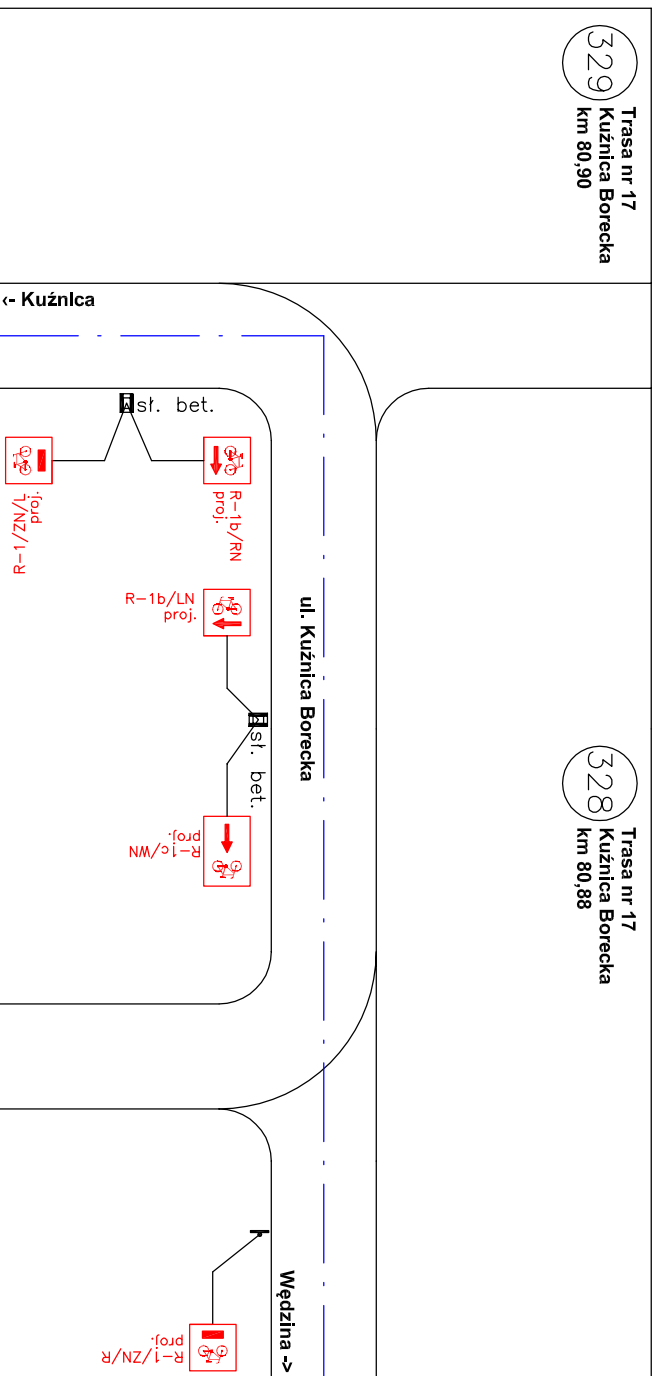 329
Trasa nr 17
Kuźnica Borecka
km 80,90
328
Trasa nr 17
Kuźnica Borecka
km 80,88
<- Kuźnica
sł. bet.
R-1b/RN
proj.
proj.
R-1/ZN/L
R-1b/LN
proj.
ul. Kuźnica Borecka
sł. bet.
R-1c/WN
proj.
Wędzina ->
R-1/ZN/R
proj.